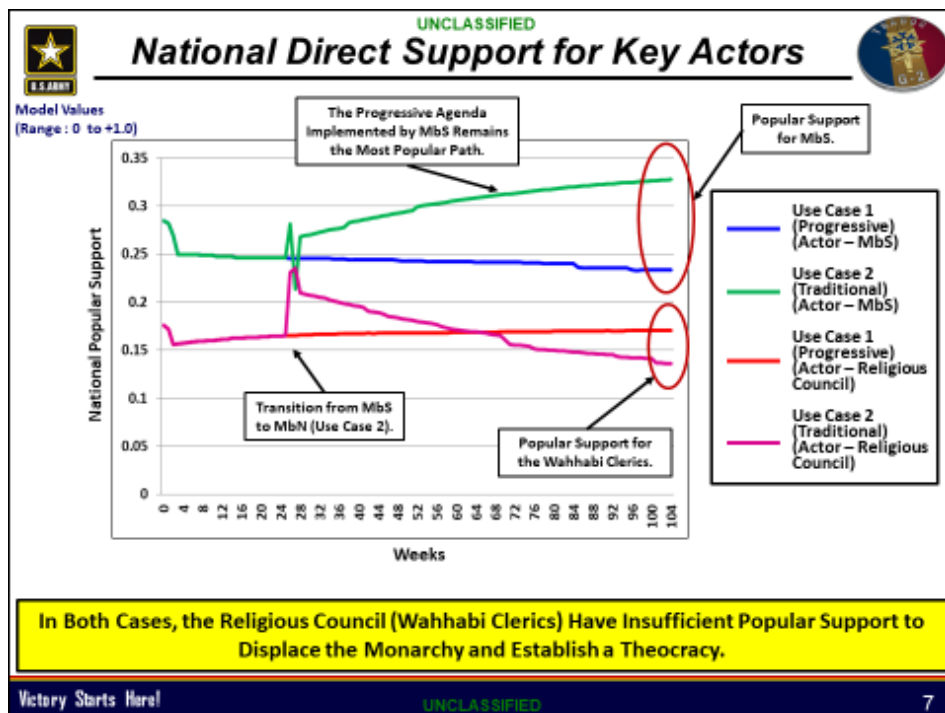 UNCLASSIFIED
National Direct Support for Key Actors
U.S.ARMY
TRADOC
G-2
Model Values
(Range : 0 to +1.0)
The Progressive Agenda
Implemented by MbS Remains
the Most Popular Path.
Popular Support
for MbS.
0.35
0.3
0.25
0.2
0.15
0.1
0.05
0
National Popular Support
Transition from MbS
to MbN (Use Case 2).
Popular Support for
the Wahhabi Clerics.
0 4 8 12 16 20 24 28 32 36 40 44 48 52 56 60 64 68 72 76 80 84 88 92 96 100 104
Weeks
Use Case 1
(Progressive)
(Actor – MbS)
Use Case 2
(Traditional)
(Actor – MbS)
Use Case 1
(Progressive)
(Actor – Religious
Council)
Use Case 2
(Traditional)
(Actor – Religious
Council)
In Both Cases, the Religious Council (Wahhabi Clerics) Have Insufficient Popular Support to
Displace the Monarchy and Establish a Theocracy.
Victory Starts Here!
UNCLASSIFIED
7